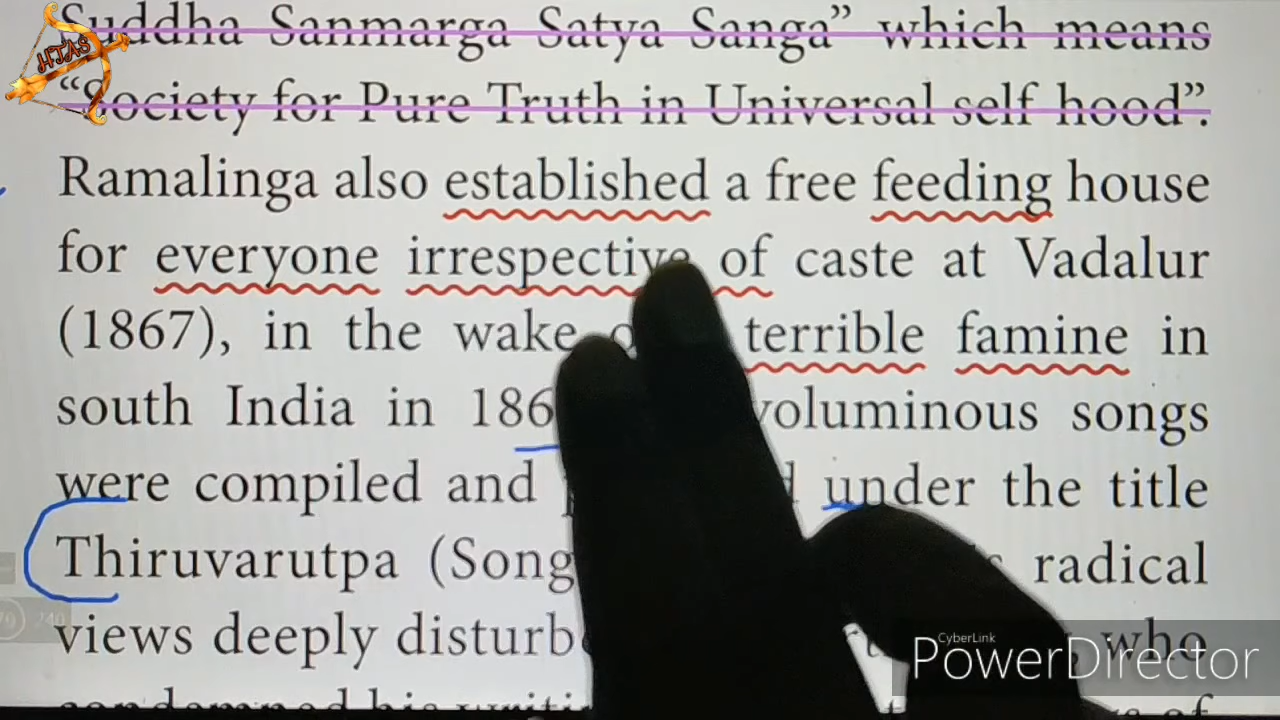 Suddha Sanmarga Satya Sanga” which means
“Society for Pure Truth in Universal self hood”.
Ramalinga also established a free feeding house
for everyone irrespective of caste at Vadalur
(1867), in the wake terrible famine in
south India in voluminous songs
were compiled and under the title
Thiruvarutpa radical
views deeply who
HTAS
CyberLink
PowerDirector